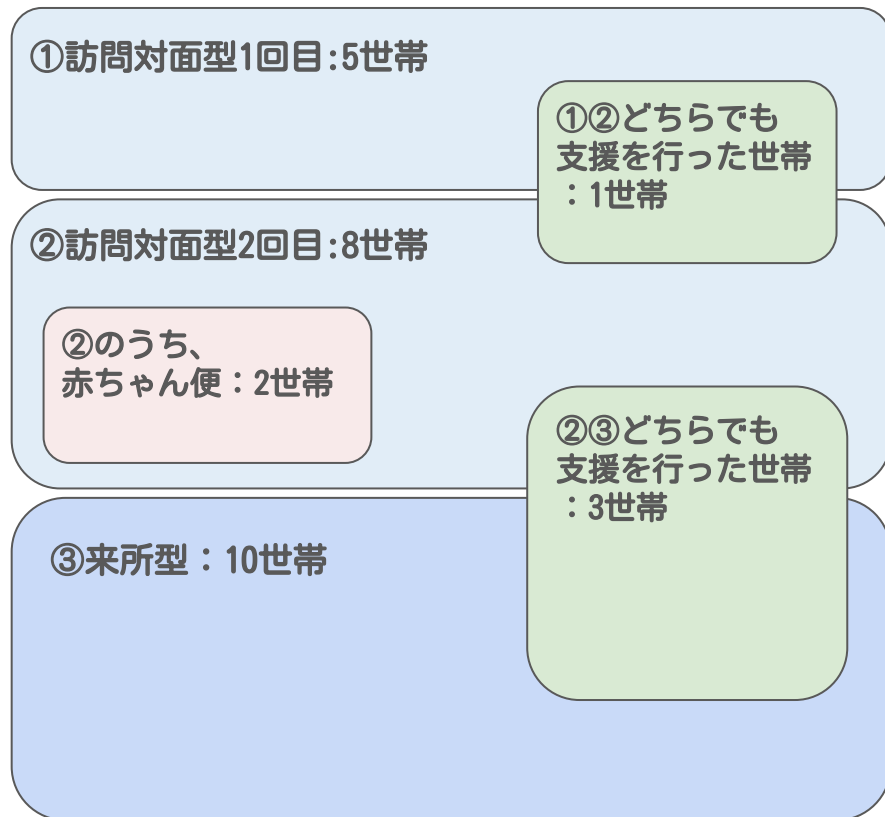 ①訪問対面型1回目:5世帯
①②どちらでも
支援を行った世帯
：1世帯
②訪問対面型2回目:8世帯
②のうち、
赤ちゃん便：2世帯
②③どちらでも
支援を行った世帯
：3世帯
③来所型：10世帯